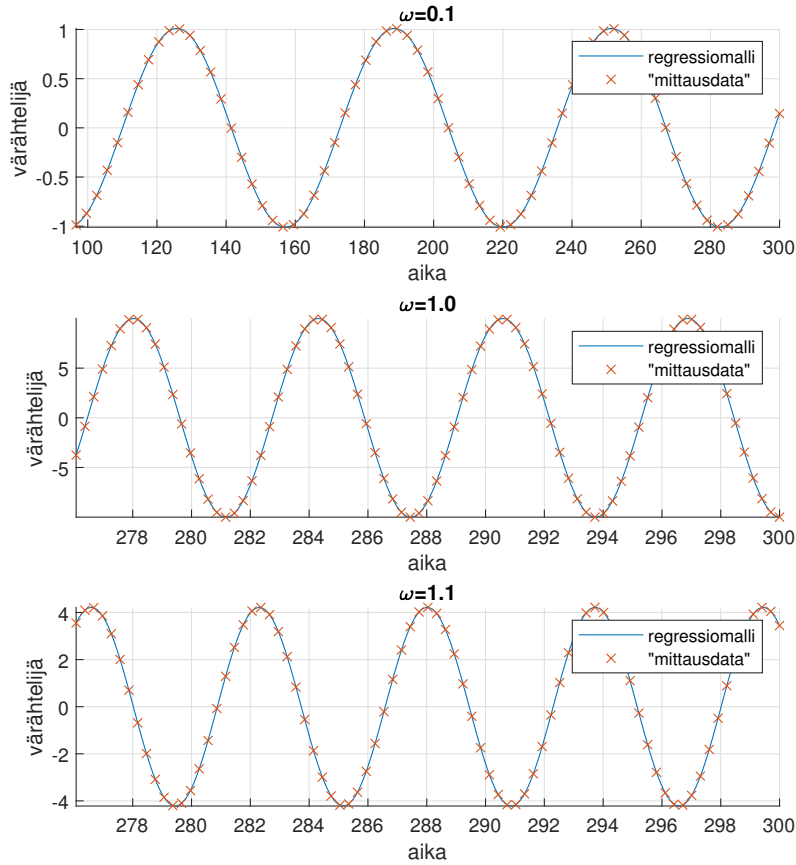 ω=0.1
1
0.5
0
-0.5
-1
värähtelijä
regressiomalli
"mittausdata"
100 120 140 160 180 200 220 240 260 280 300
aika
ω=1.0
5
0
-5
värähtelijä
regressiomalli
"mittausdata"
278 280 282 284 286 288 290 292 294 296 298 300
aika
ω=1.1
4
2
0
-2
-4
värähtelijä
regressiomalli
"mittausdata"
278 280 282 284 286 288 290 292 294 296 298 300
aika